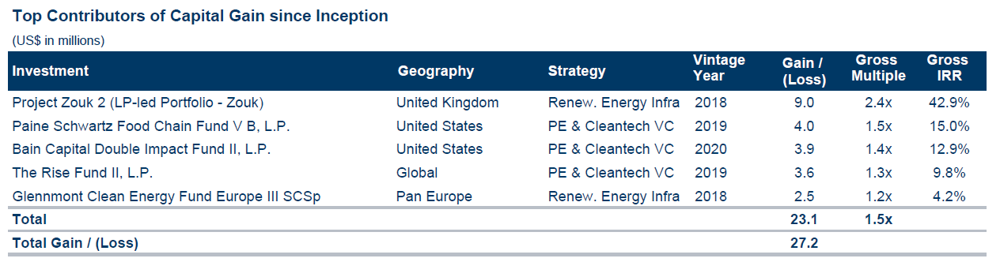 Top Contributors of Capital Gain since Inception
(US$ in millions)
Investment Geography Strategy Vintage Year Gain / (Loss) Gross Multiple Gross IRR
Project Zouk 2 (LP-led Portfolio - Zouk) United Kingdom Renew. Energy Infra 2018 9.0 2.4x 42.9%
Paine Schwartz Food Chain Fund V B, L.P. United States PE & Cleantech VC 2019 4.0 1.5x 15.0%
Bain Capital Double Impact Fund II, L.P. United States PE & Cleantech VC 2020 3.9 1.4x 12.9%
The Rise Fund II, L.P. Global PE & Cleantech VC 2019 3.6 1.3x 9.8%
Glennmont Clean Energy Fund Europe III SCSp Pan Europe Renew. Energy Infra 2018 2.5 1.2x 4.2%
Total 23.1 1.5x
Total Gain / (Loss) 27.2